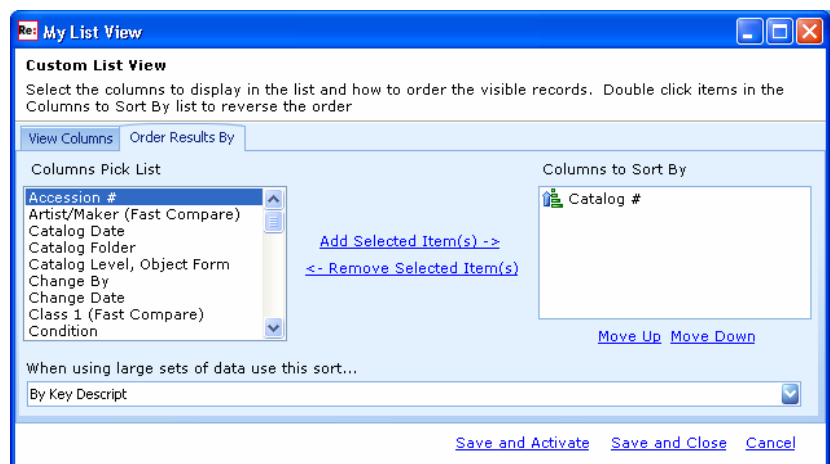 Re: My List View
Custom List View
Select the columns to display in the list and how to order the visible records.  Double click items in the
Columns to Sort By list to reverse the order
View Columns
Order Results By
Columns Pick List
Accession #
Artist/Maker (Fast Compare)
Catalog Date
Catalog Folder
Catalog Level, Object Form
Change By
Change Date
Class 1 (Fast Compare)
Condition
Add Selected Item(s) ->
<- Remove Selected Item(s)
Columns to Sort By
Catalog #
Move Up Move Down
When using large sets of data use this sort...
By Key Descript
Save and Activate Save and Close Cancel